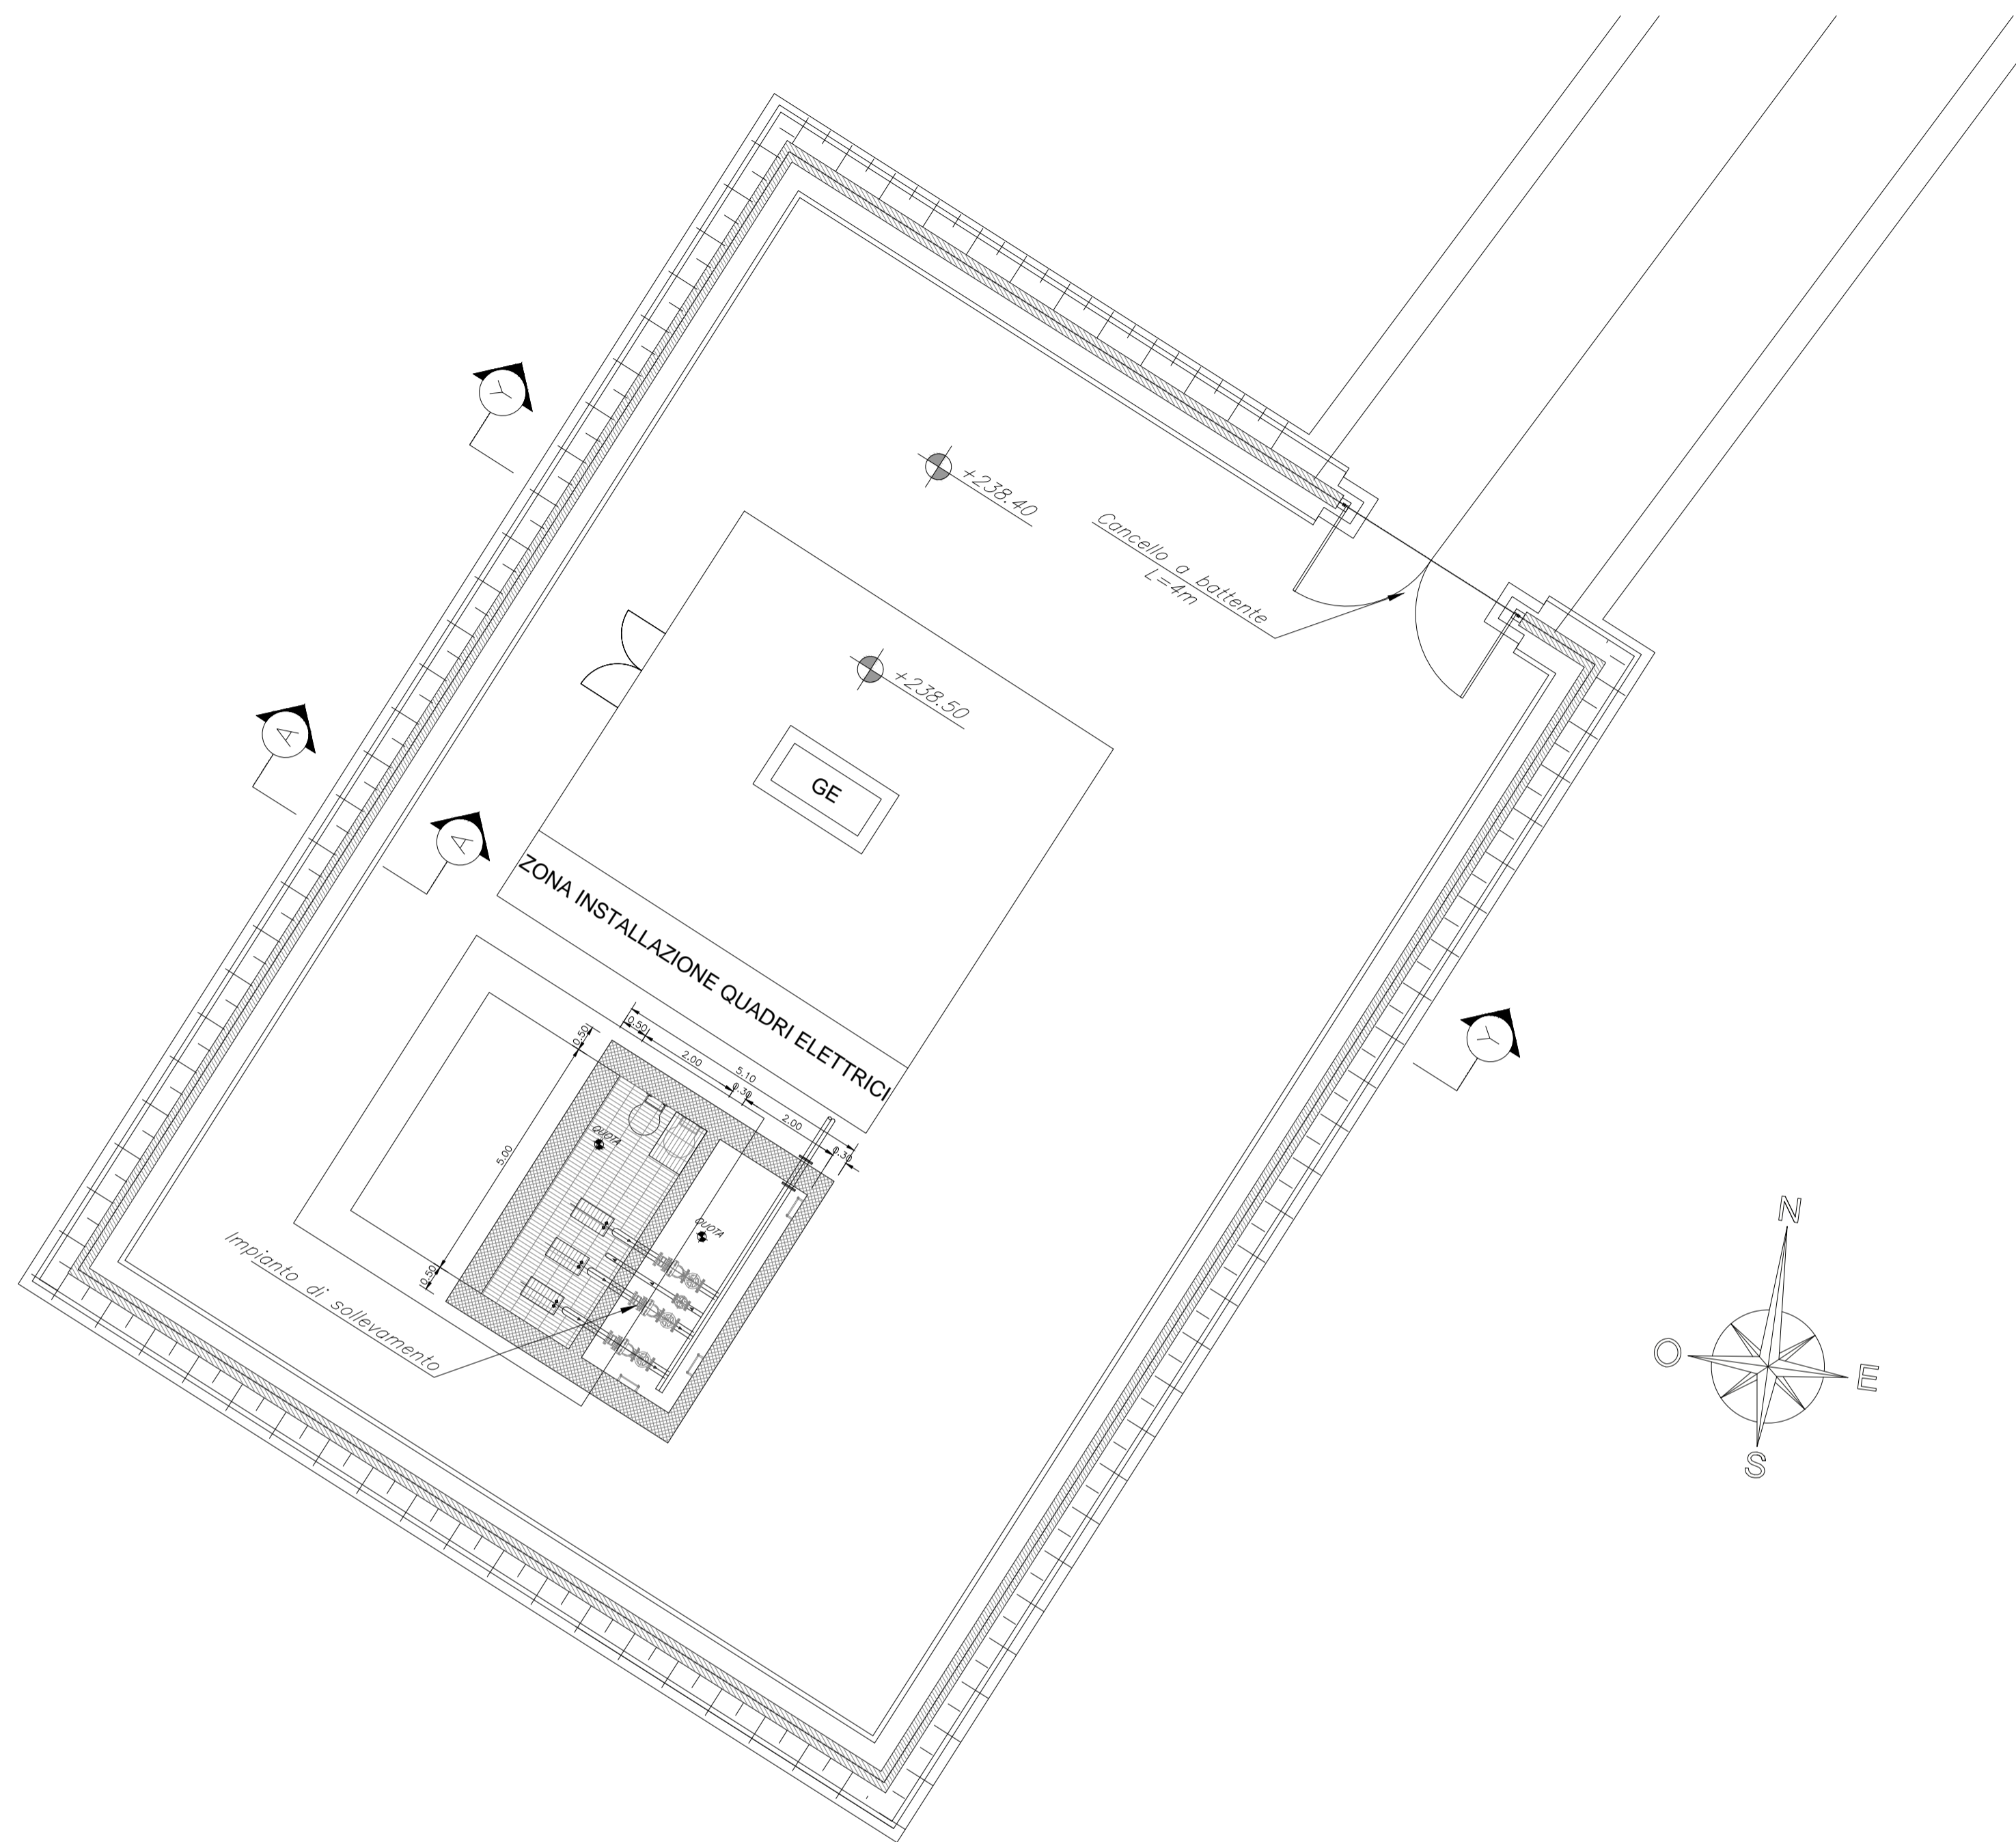 Y
+238.40
Cancello a battente
L=4m
+238.50
A
GE
A
ZONA INSTALLAZIONE QUADRI ELETTRICI
Y
0.50
0.50
2.00
5.10
0.30
2.00
0.30
QUOTA
5.00
QUOTA
0.50
Impianto di sollevamento
N
O
E
S